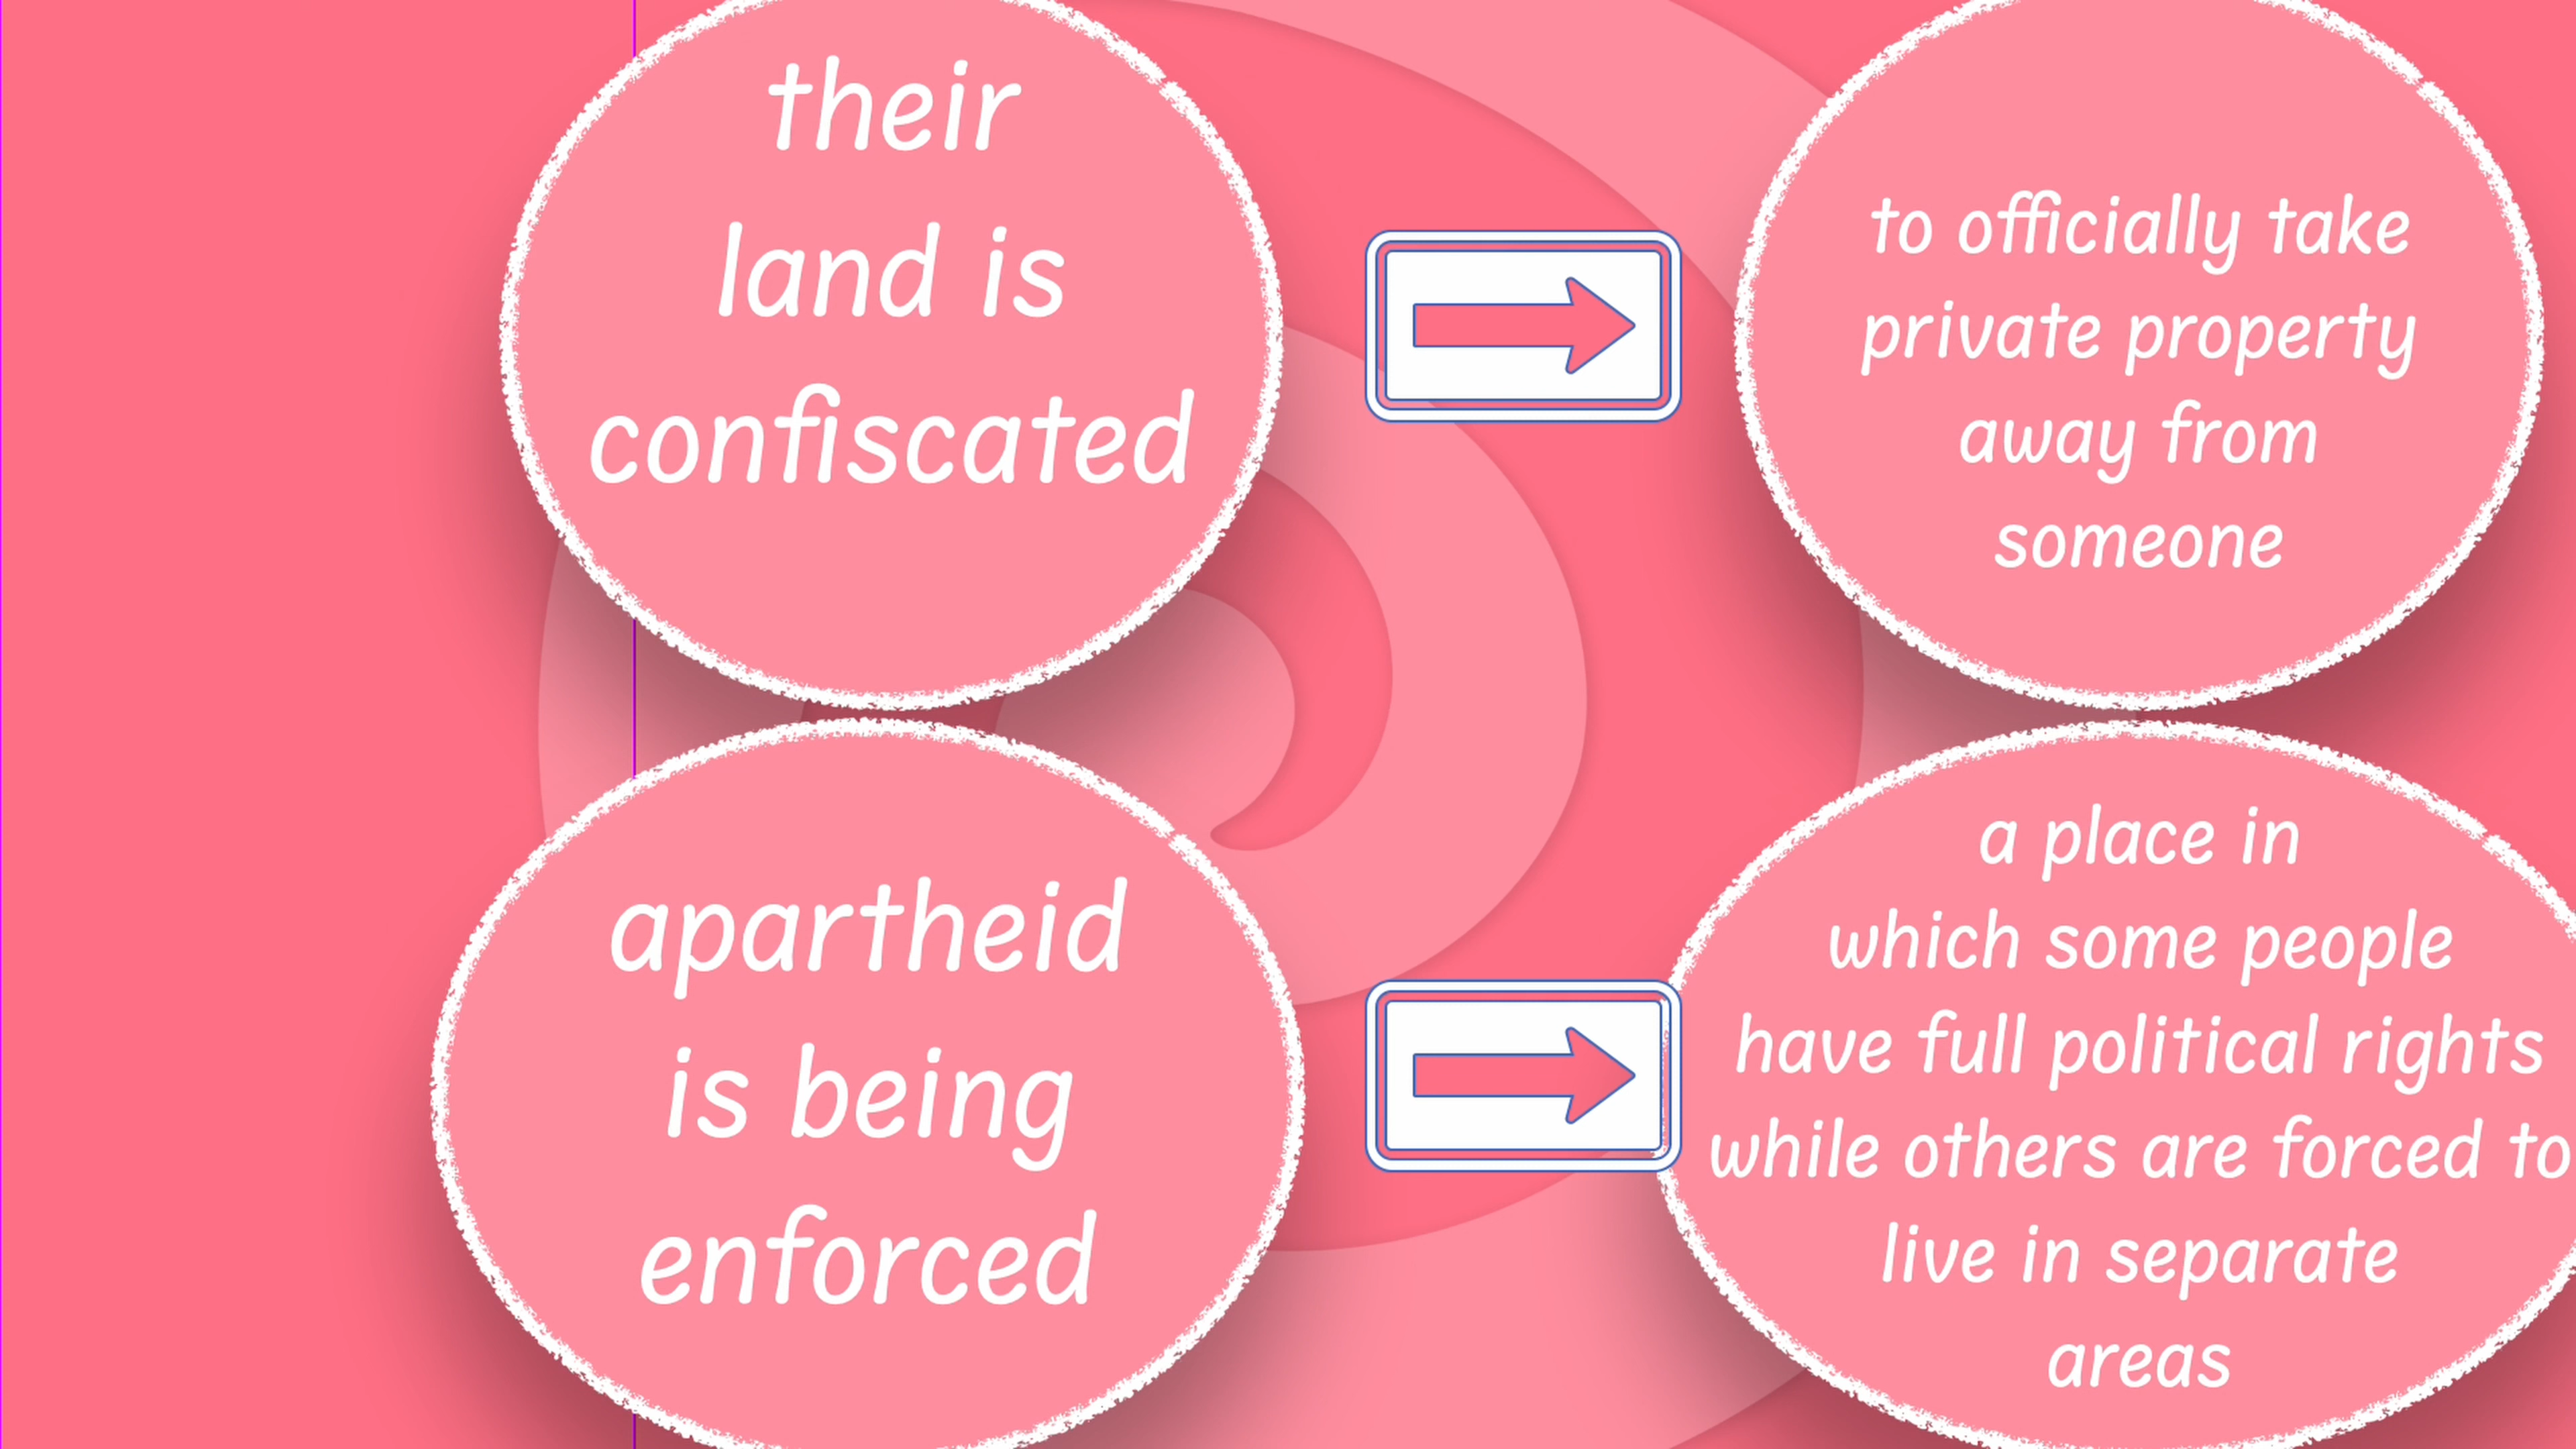 their
land is
confiscated
to officially take
private property
away from
someone
apartheid
is being
enforced
a place in
which some people
have full political rights
while others are forced to
live in separate
areas